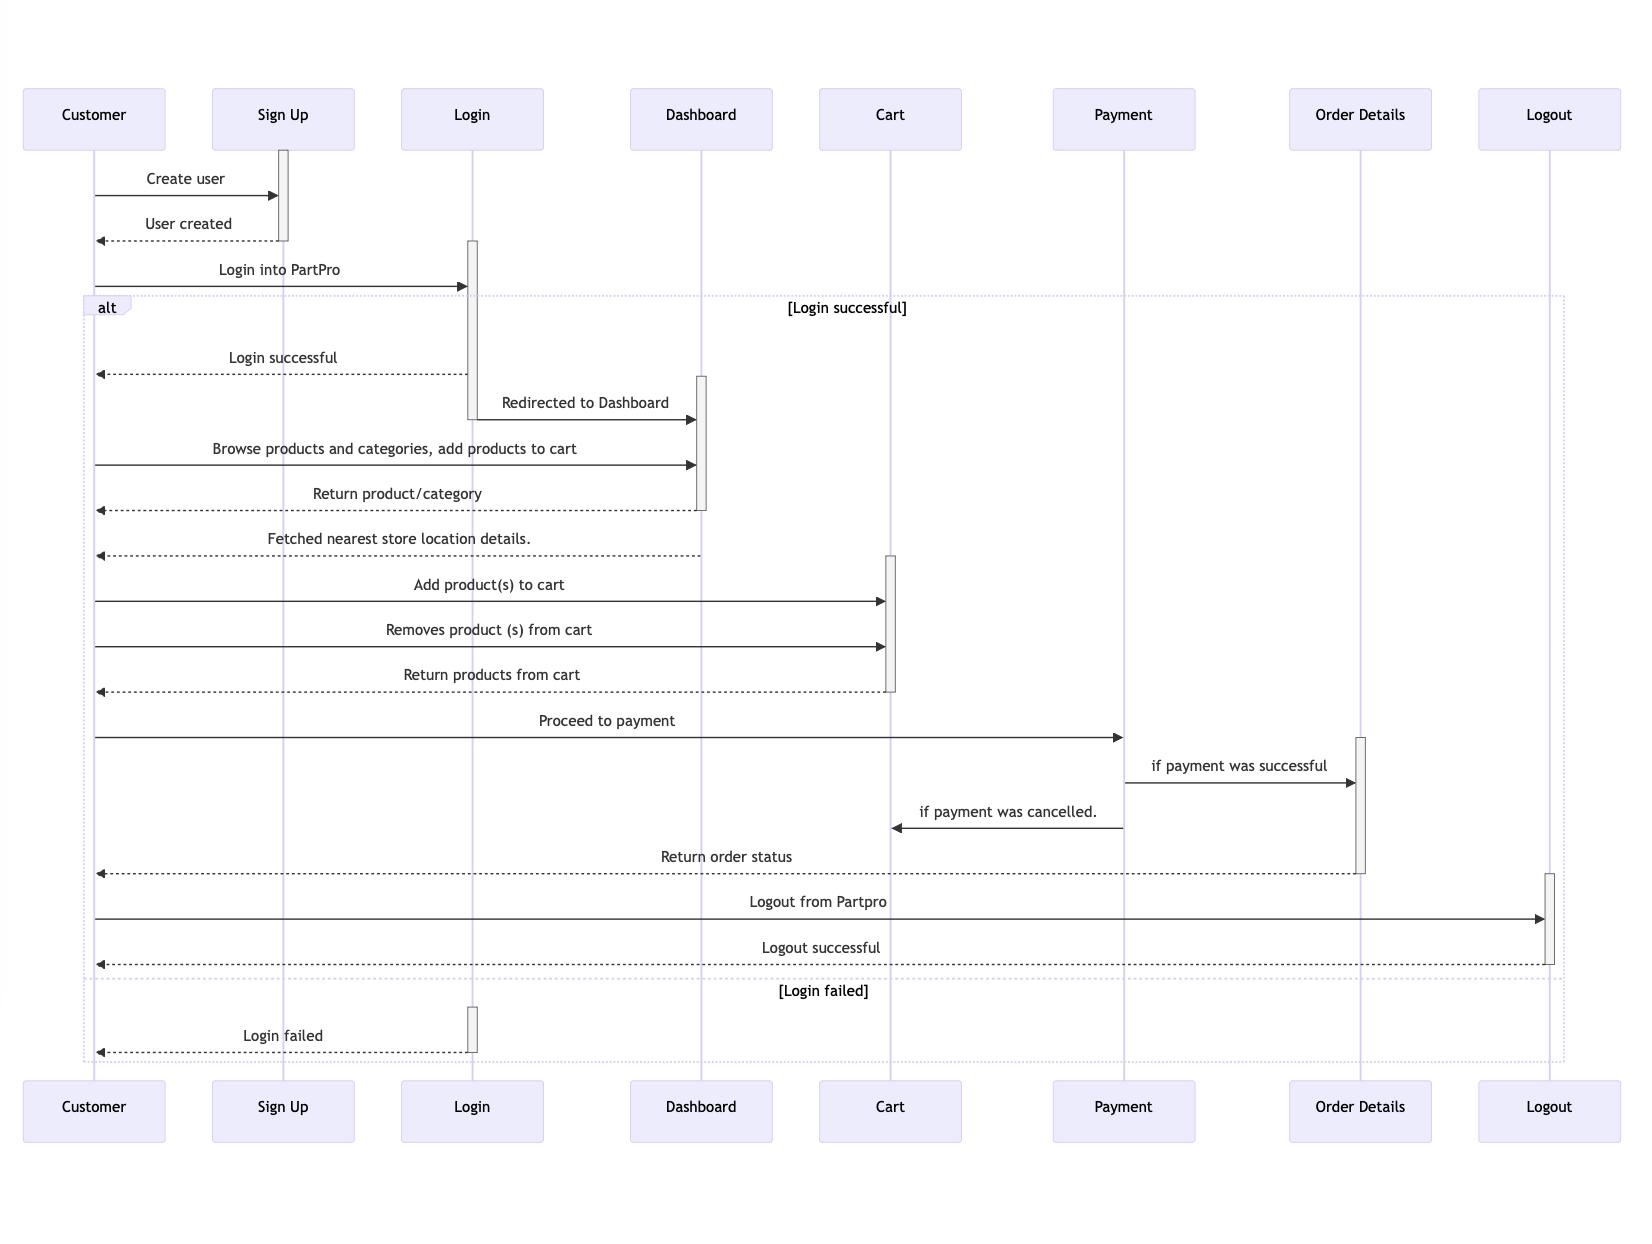 Customer
Sign Up
Login
Dashboard
Cart
Payment
Order Details
Logout
Create user
User created
Login into PartPro
alt
[Login successful]
Login successful
Redirected to Dashboard
Browse products and categories, add products to cart
Return product/category
Fetched nearest store location details.
Add product(s) to cart
Removes product (s) from cart
Return products from cart
Proceed to payment
if payment was successful
if payment was cancelled.
Return order status
Logout from Partpro
Logout successful
[Login failed]
Login failed
Customer
Sign Up
Login
Dashboard
Cart
Payment
Order Details
Logout